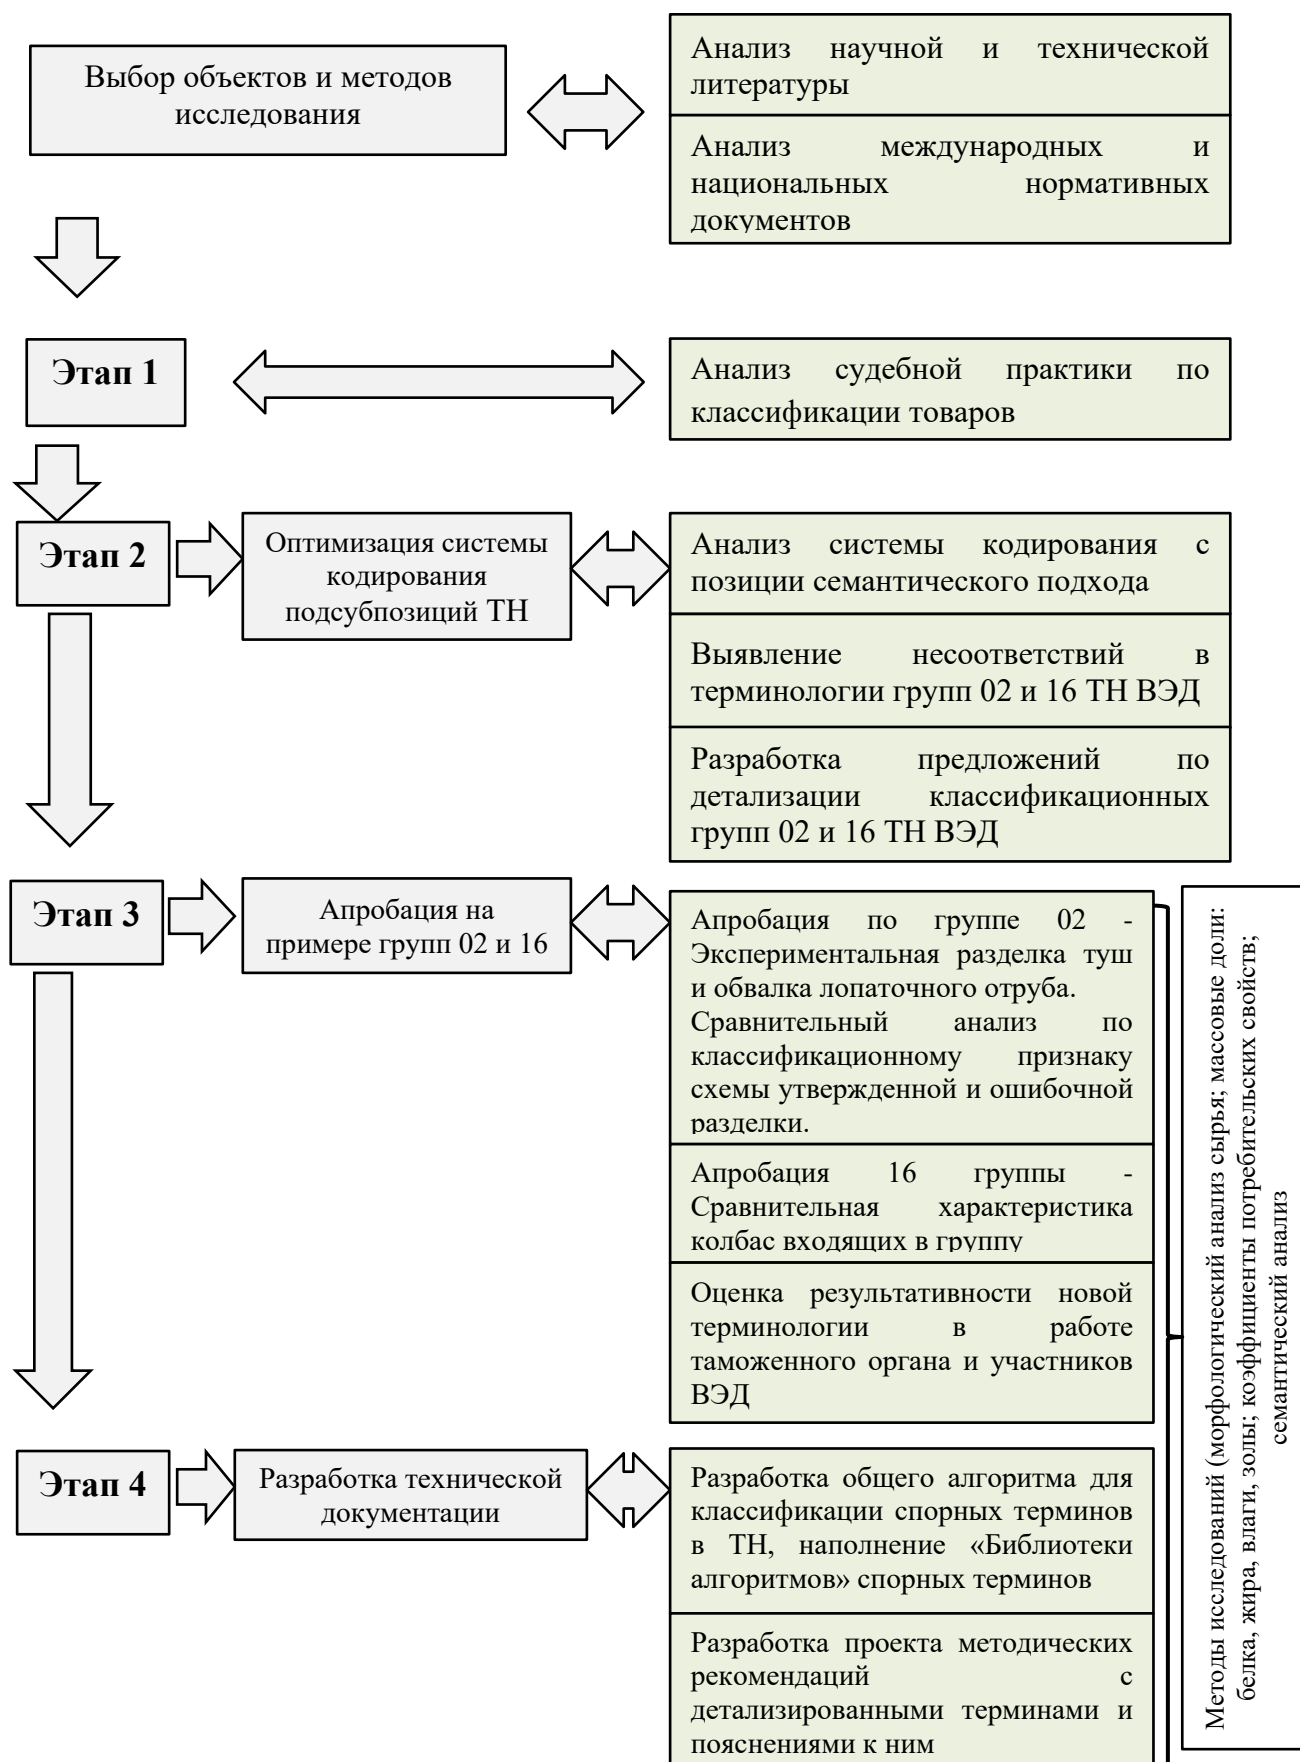 Выбор объектов и методов
исследования
Анализ научной и технической
литературы
Анализ международных и
национальных нормативных
документов
Этап 1
Анализ судебной практики по
классификации товаров
Этап 2
Оптимизация системы
кодирования
подсубпозиций ТН
Анализ системы кодирования с
позиции семантического подхода
Выявление несоответствий в
терминологии групп 02 и 16 ТН ВЭД
Разработка предложений по
детализации классификационных
групп 02 и 16 ТН ВЭД
Этап 3
Апробация на
примере групп 02 и 16
Апробация по группе 02 -
Экспериментальная разделка туш
и обвалка лопаточного отруба.
Сравнительный анализ по
классификационному признаку
схемы утвержденной и ошибочной
разделки.
Апробация 16 группы -
Сравнительная характеристика
колбас входящих в группу
Оценка результативности новой
терминологии в работе
таможенного органа и участников
ВЭД
Этап 4
Разработка технической
документации
Разработка общего алгоритма для
классификации спорных терминов
в ТН, наполнение «Библиотеки
алгоритмов» спорных терминов
Разработка проекта методических
рекомендаций с
детализированными терминами и
пояснениями к ним
Методы исследований (морфологический анализ сырья; массовые доли:
белка, жира, влаги, золы; коэффициенты потребительских свойств;
семантический анализ